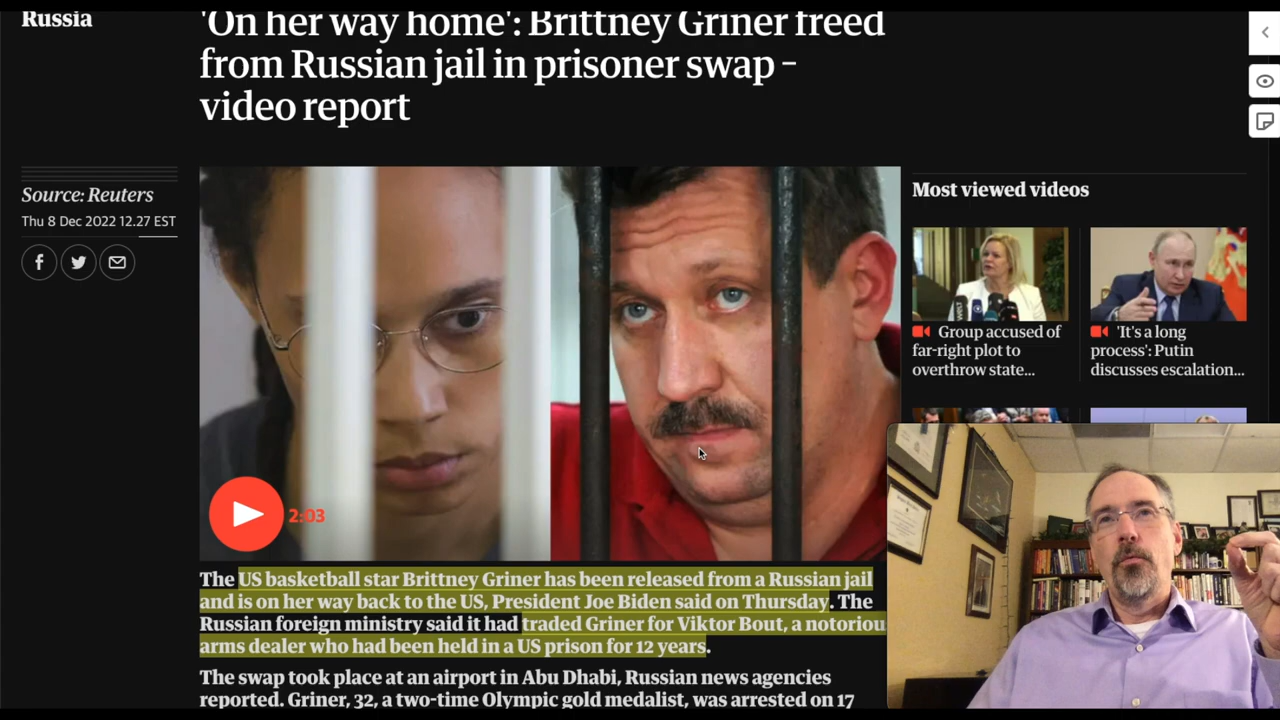 Russia
'On her way home': Brittney Griner freed
from Russian jail in prisoner swap –
video report
Source: Reuters
Thu 8 Dec 2022 12.27 EST
2:03
The US basketball star Brittney Griner has been released from a Russian jail
and is on her way back to the US, President Joe Biden said on Thursday. The
Russian foreign ministry said it had traded Griner for Viktor Bout, a notoriou
arms dealer who had been held in a US prison for 12 years.
The swap took place at an airport in Abu Dhabi, Russian news agencies
reported. Griner, 32, a two-time Olympic gold medalist, was arrested on 17
Most viewed videos
WELT
Group accused of
far-right plot to
overthrow state...
'It's a long
process': Putin
discusses escalation...